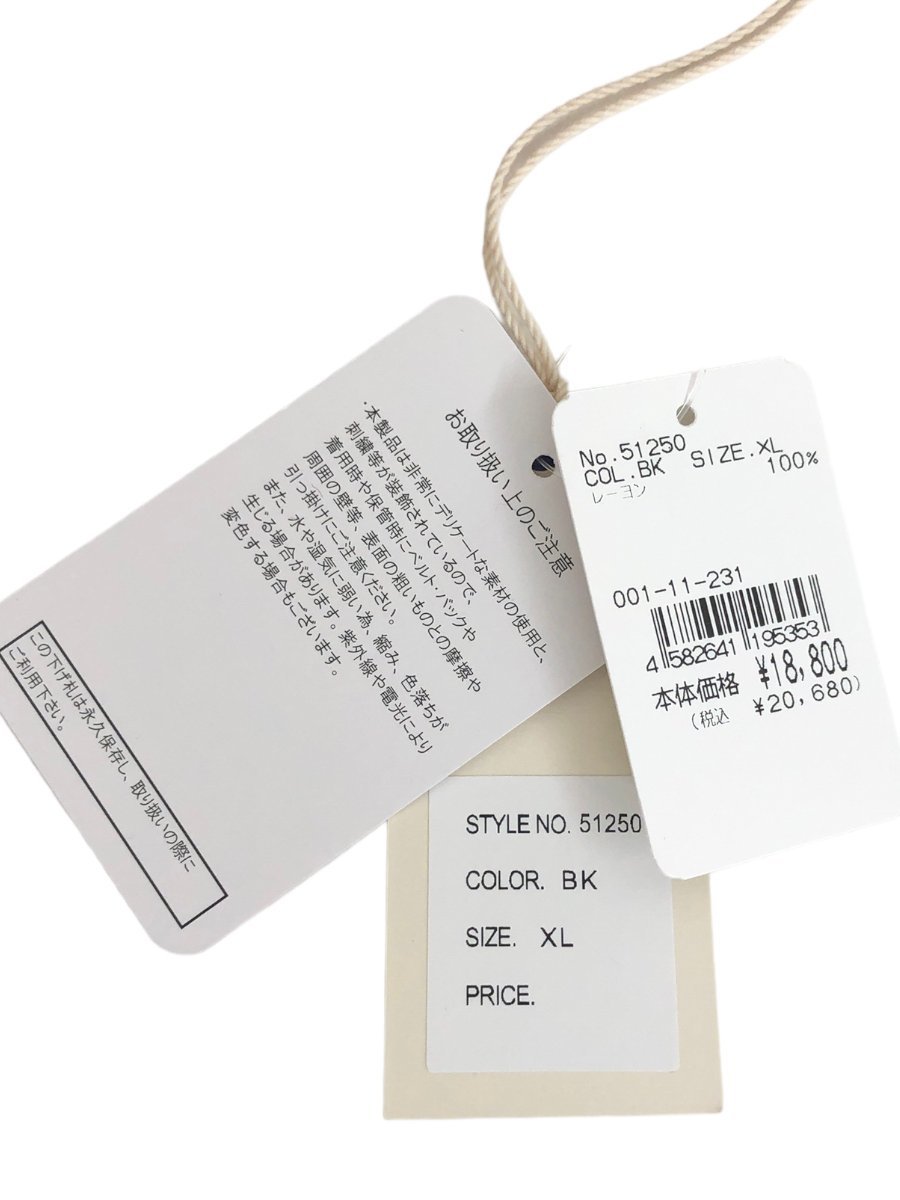 お取り扱い上のご注意
・本製品は非常にデリケートな素材の使用と、
刺繍等が装飾されているので、
着用時や保管時にベルト・バックや
周囲の壁等、表面の粗いものとの摩擦や
引っ掛けにご注意ください。
また、水や湿気に弱い為、縮み、色落ちが
生じる場合があります。紫外線や電光により
変色する場合もございます。
この下げ札は永久保存し、取り扱いの際に
ご利用下さい。
No.51250
COL.BK SIZE.XL
レーヨン 100%
001-11-231
4 582641 195353
本体価格 ¥18,800
(税込 ¥20,680)
STYLE NO. 51250
COLOR. BK
SIZE. XL
PRICE.